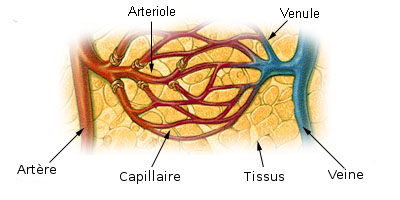 Arteriole
Venule
Artère
Capillaire
Tissus
Veine